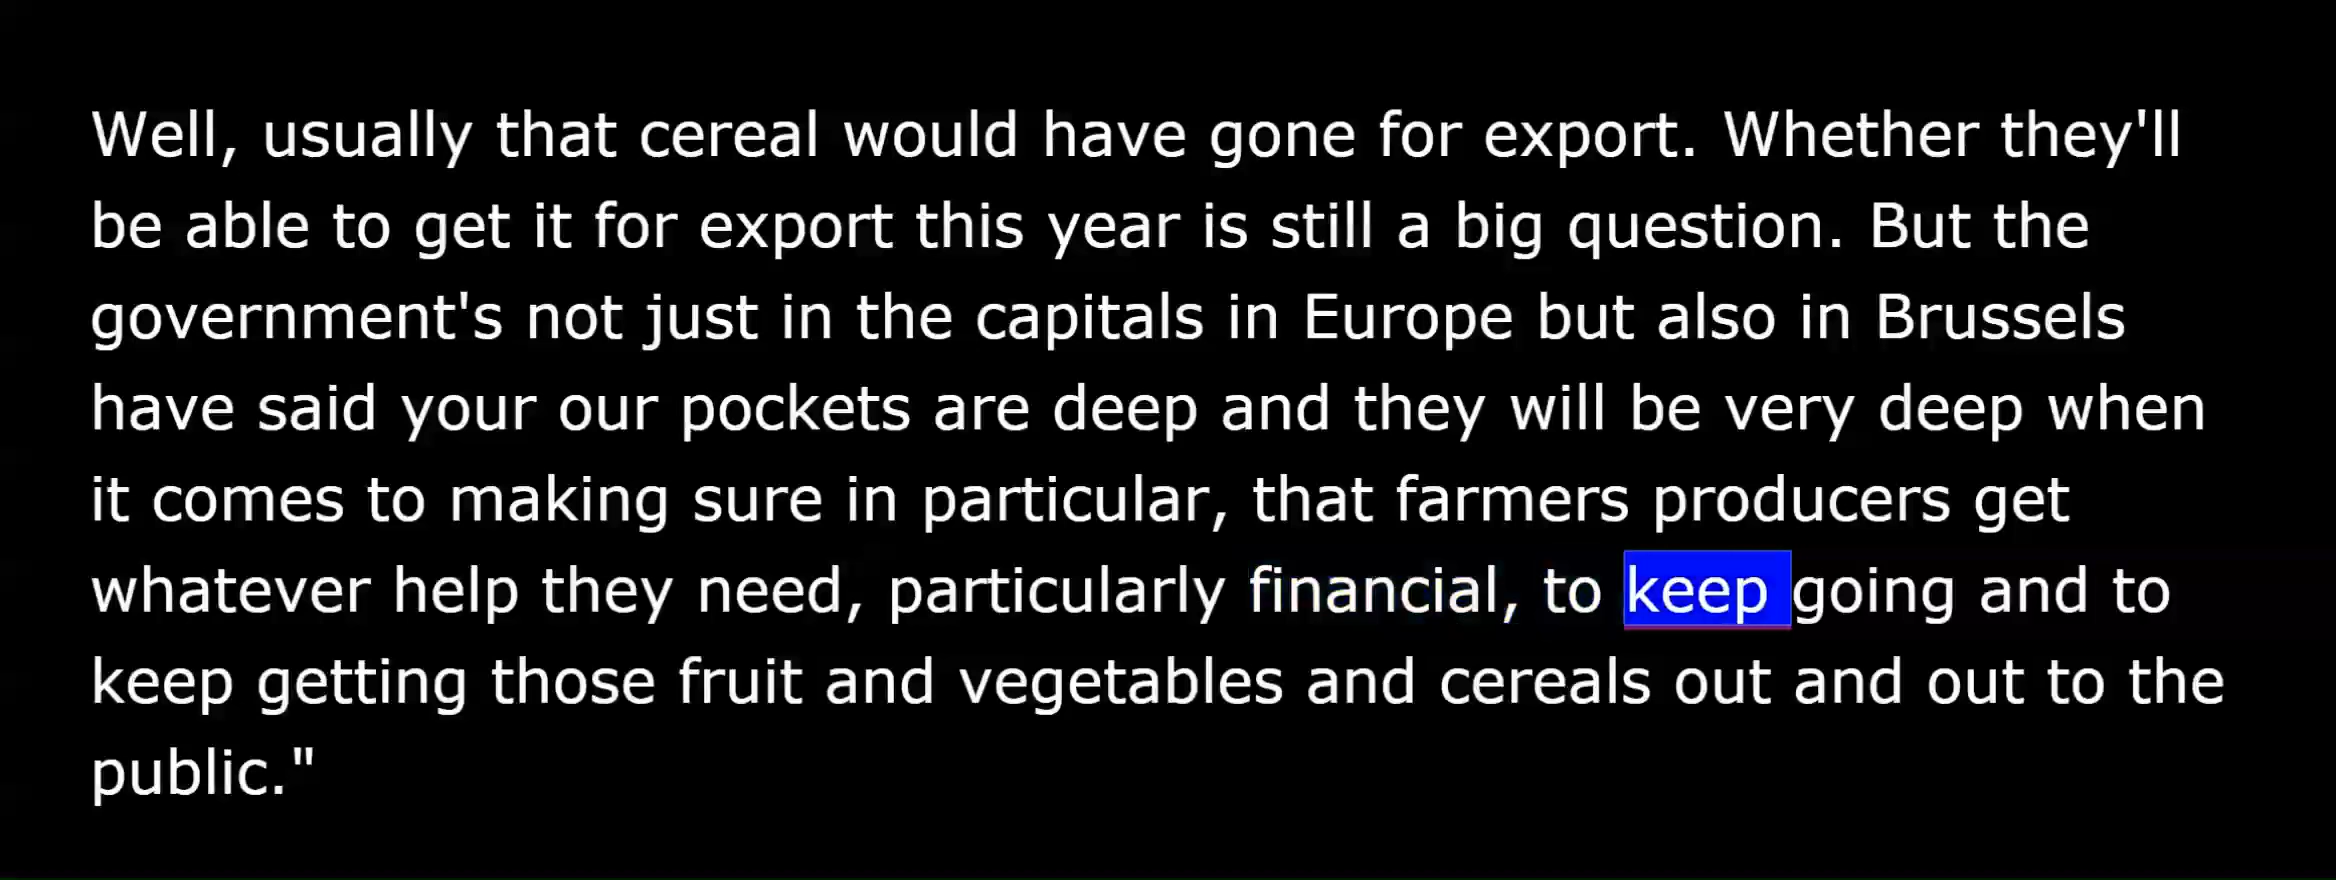 Well, usually that cereal would have gone for export. Whether they'll
be able to get it for export this year is still a big question. But the
government's not just in the capitals in Europe but also in Brussels
have said your our pockets are deep and they will be very deep when
it comes to making sure in particular, that farmers producers get
whatever help they need, particularly financial, to keep going and to
keep getting those fruit and vegetables and cereals out and out to the
public."